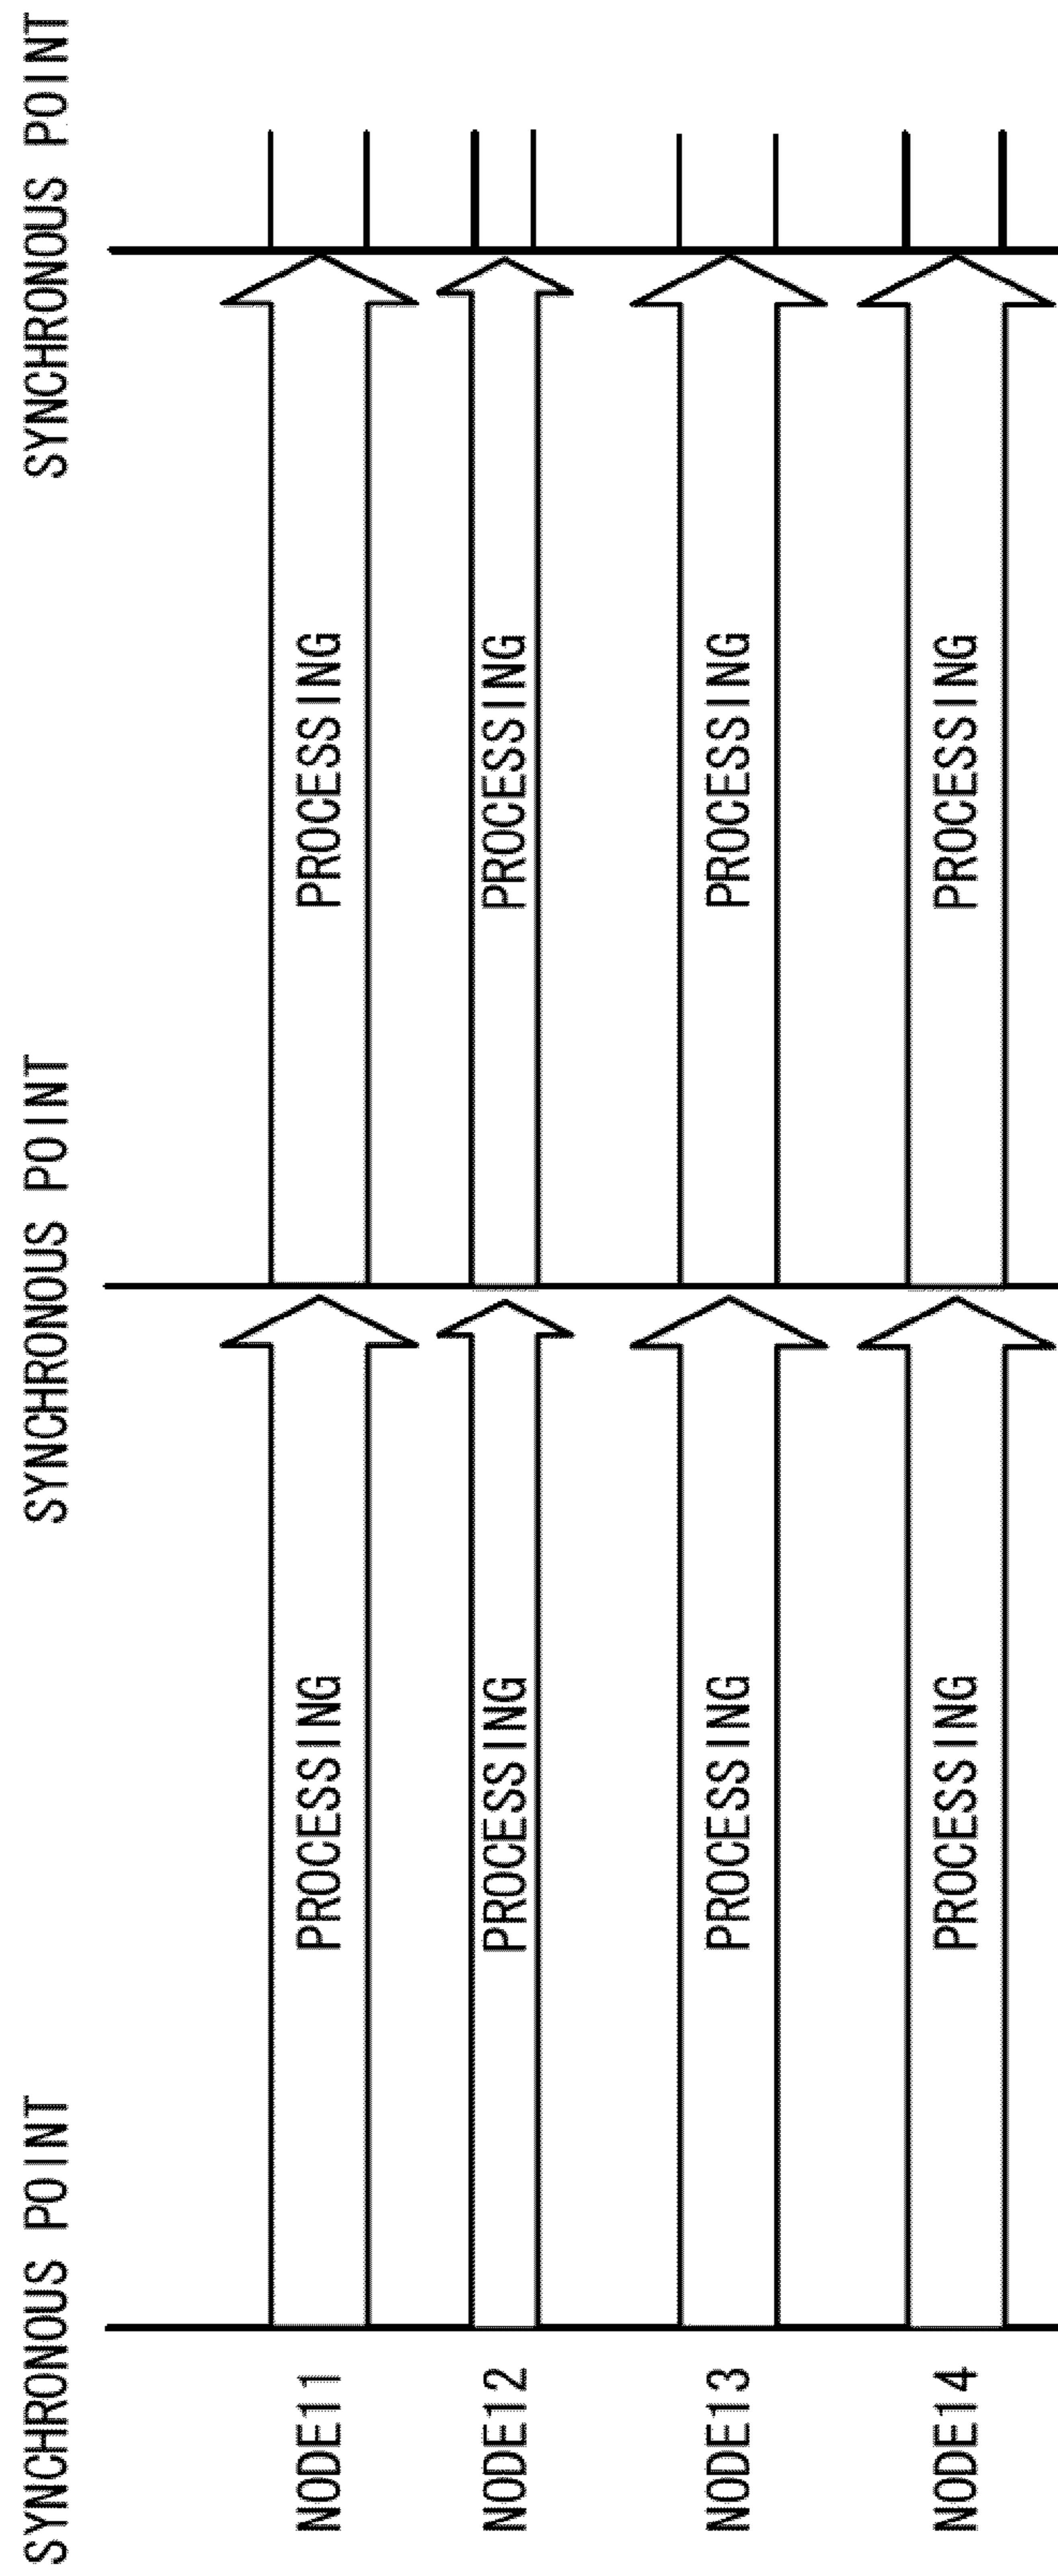 SYNCHRONOUS POINT
SYNCHRONOUS POINT
SYNCHRONOUS POINT
NODE11
PROCESSING
PROCESSING
NODE12
PROCESSING
PROCESSING
NODE13
PROCESSING
PROCESSING
NODE14
PROCESSING
PROCESSING